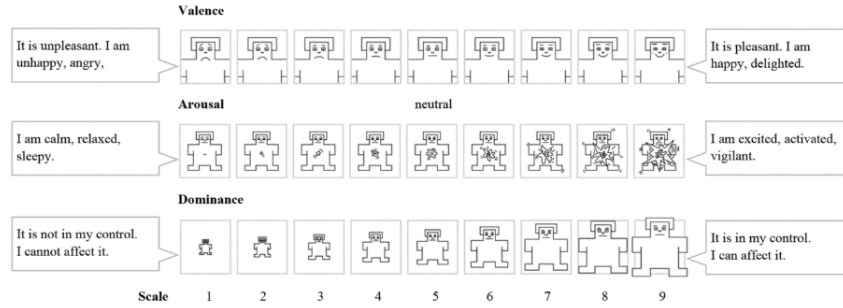 Valence
It is unpleasant. I am
unhappy, angry,
It is pleasant. I am
happy, delighted.
Arousal
neutral
I am calm, relaxed,
sleepy.
I am excited, activated,
vigilant.
Dominance
It is not in my control.
I cannot affect it.
It is in my control.
I can affect it.
Scale 1 2 3 4 5 6 7 8 9